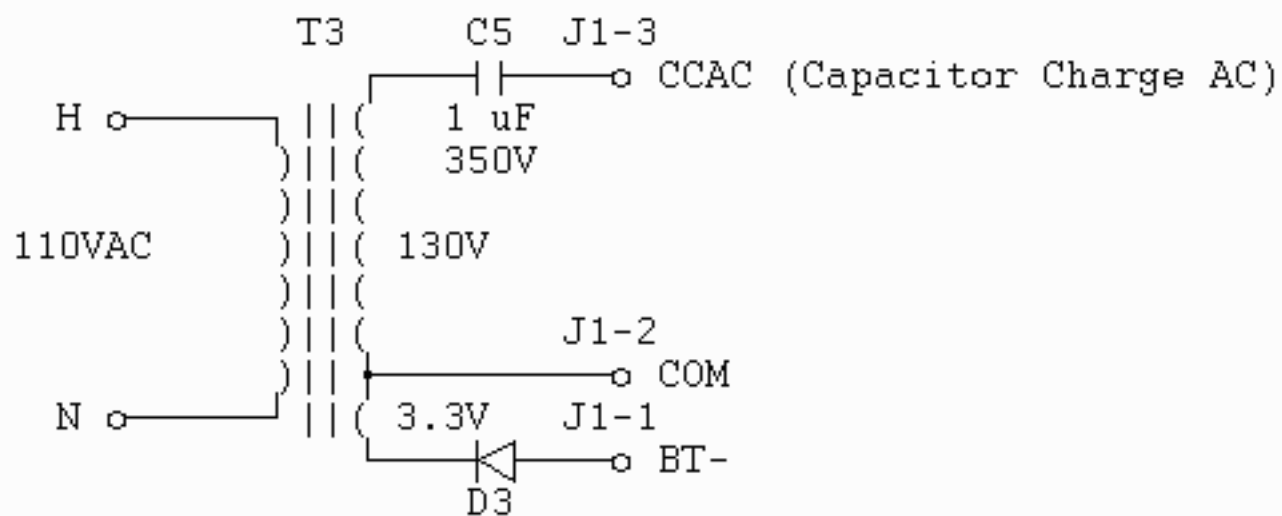 T3 C5 J1-3
CCAC (Capacitor Charge AC)
H
1 uF
350V
110VAC
130V
J1-2
COM
N
3.3V
J1-1
BT-
D3